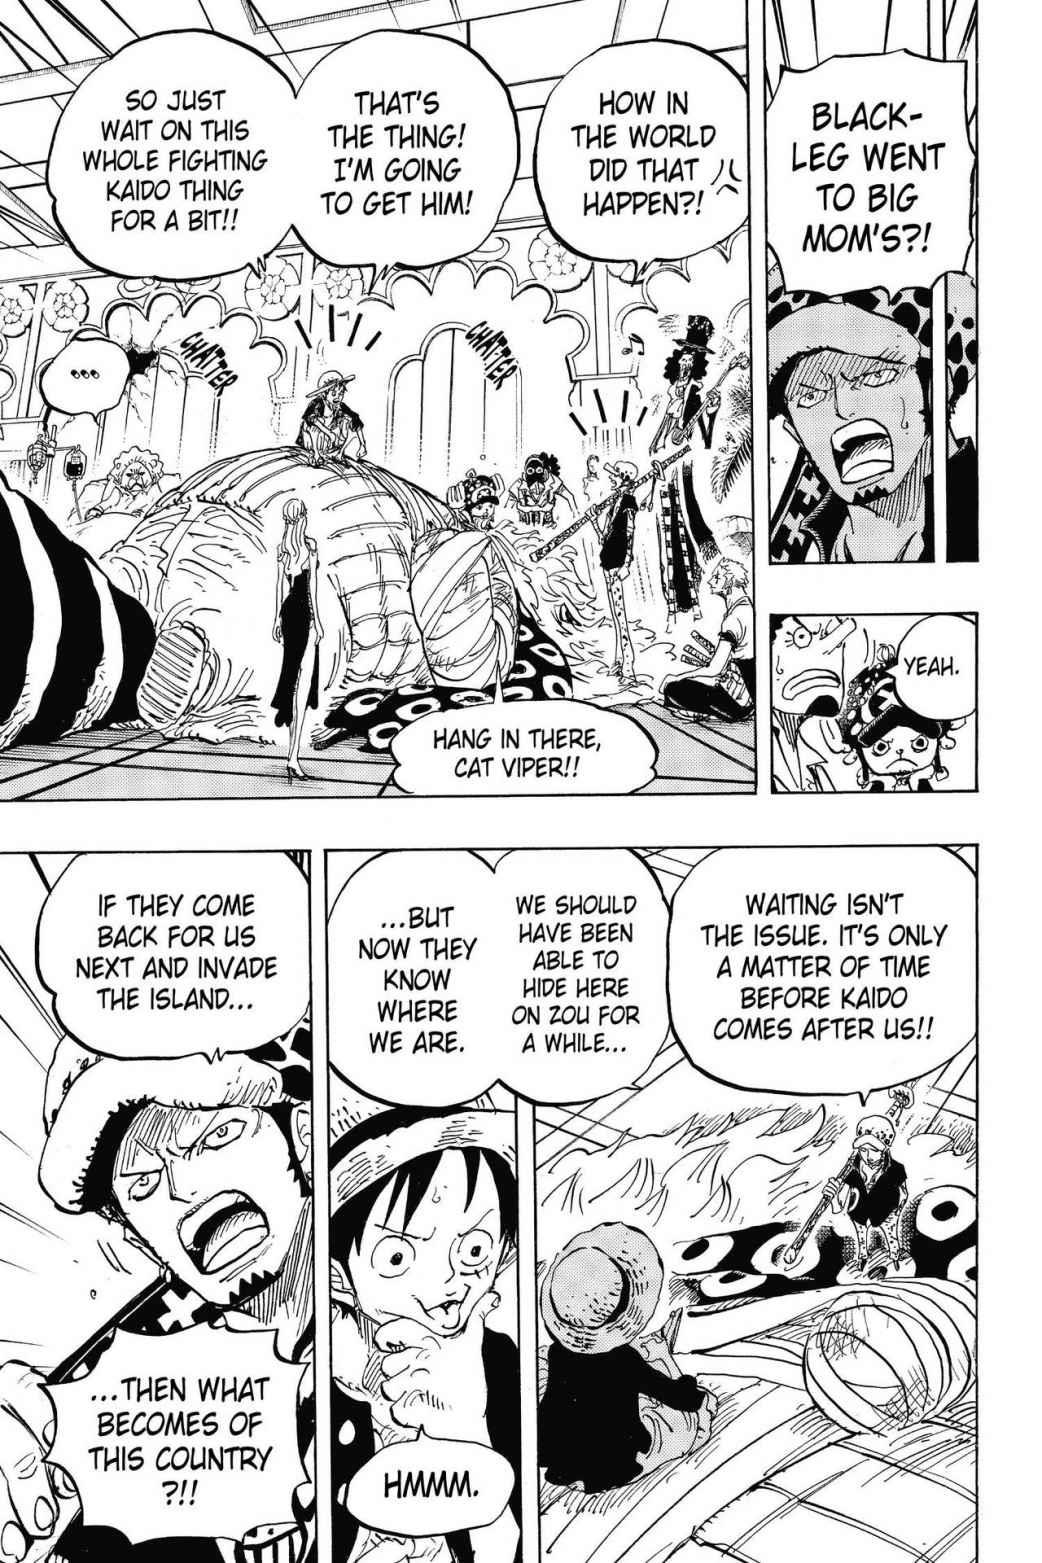 BLACK-
LEG WENT
TO BIG
MOM'S?!
YEAH.
HOW IN
THE WORLD
DID THAT
HAPPEN?!
THAT'S
THE THING!
I'M GOING
TO GET HIM!
SO JUST
WAIT ON THIS
WHOLE FIGHTING
KAIDO THING
FOR A BIT!!
CHATTER
CHATTER
...
HANG IN THERE,
CAT VIPER!!
WAITING ISN'T
THE ISSUE. IT'S ONLY
A MATTER OF TIME
BEFORE KAIDO
COMES AFTER US!!
WE SHOULD
HAVE BEEN
ABLE TO
HIDE HERE
ON ZOU FOR
A WHILE...
...BUT
NOW THEY
KNOW
WHERE
WE ARE.
HMMM.
IF THEY COME
BACK FOR US
NEXT AND INVADE
THE ISLAND...
...THEN WHAT
BECOMES OF
THIS COUNTRY
?!!